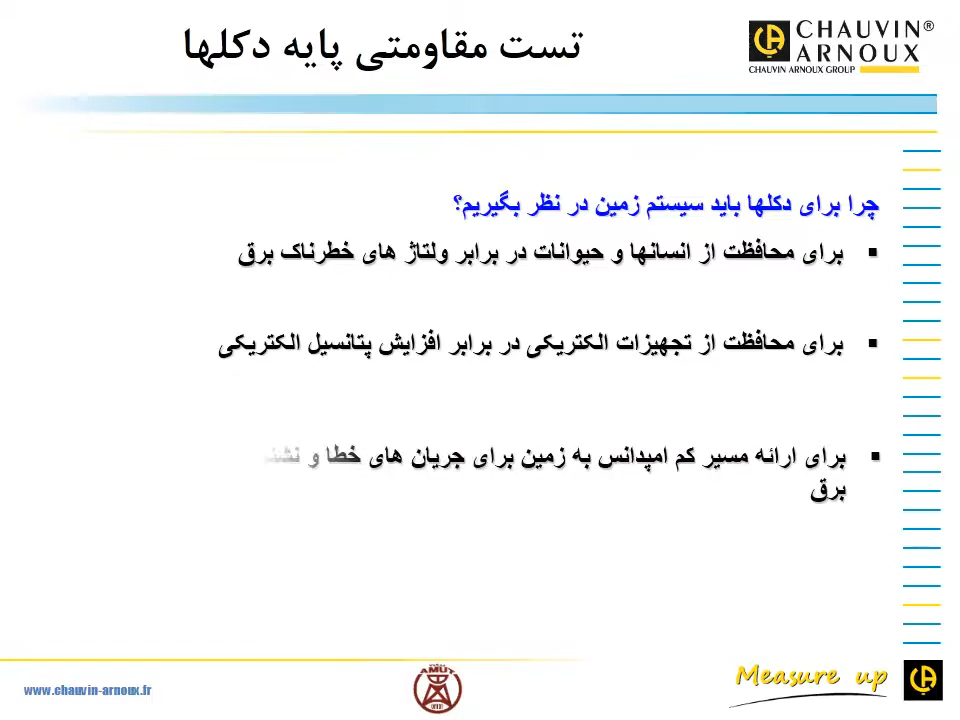 تست مقاومتی پایه دکلها
CHAUVIN®
ARNOUX
CHAUVIN ARNOUX GROUP
چرا برای دکلها باید سیستم زمین در نظر بگیریم؟
▪ برای محافظت از انسانها و حیوانات در برابر ولتاژ های خطرناک برق
▪ برای محافظت از تجهیزات الکتریکی در برابر افزایش پتانسیل الکتریکی
▪ برای ارائه مسیر کم امپدانس به زمین برای جریان های خطا و
برق
www.chauvin-arnoux.fr
AMUT
Measure up